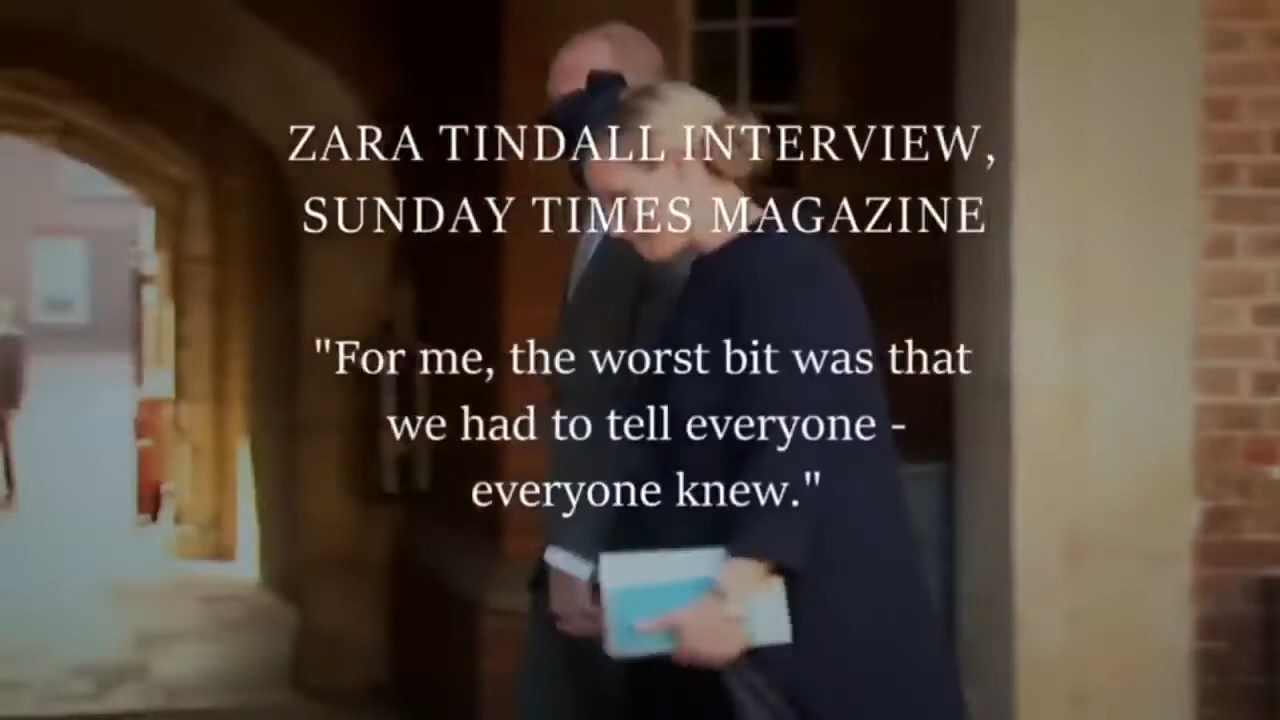 ZARA TINDALL INTERVIEW,
SUNDAY TIMES MAGAZINE
"For me, the worst bit was that
we had to tell everyone -
everyone knew."